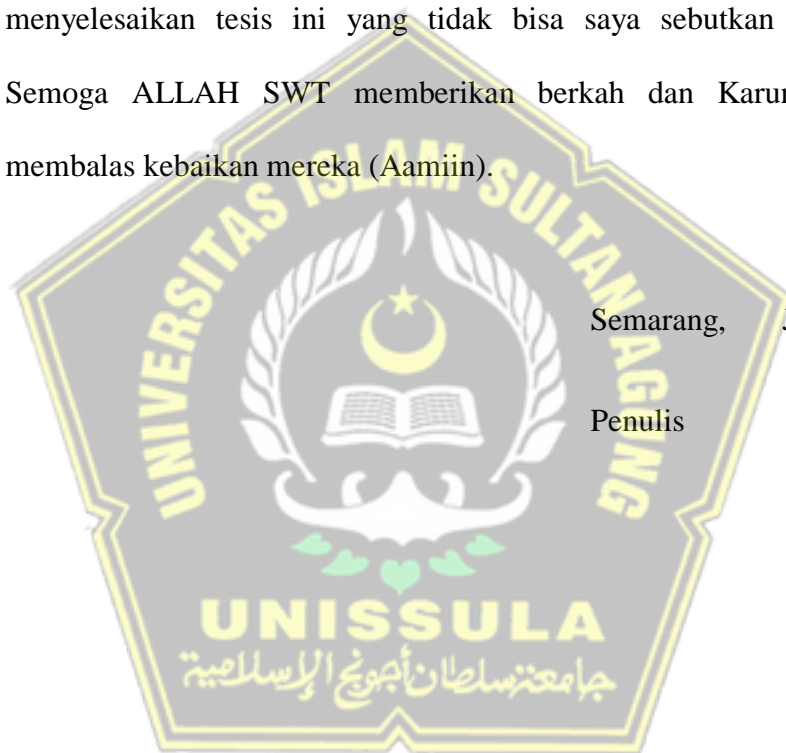 menyelesaikan tesis ini yang tidak bisa saya sebutkan
Semoga ALLAH SWT memberikan berkah dan
membalas kebaikan mereka (Aamiin).
UNIVERSITAS ISLAM SULTAN AGUNG
Semarang,
Penulis
UNISSULA
جامعة سلطان أجونج الإسلامية